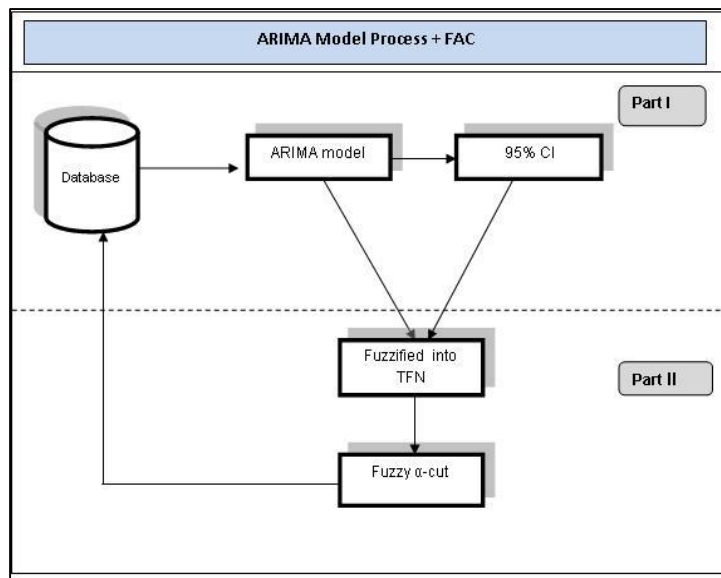 ARIMA Model Process + FAC
Part I
Database
ARIMA model
95% CI
Fuzzified into
TFN
Part II
Fuzzy α-cut